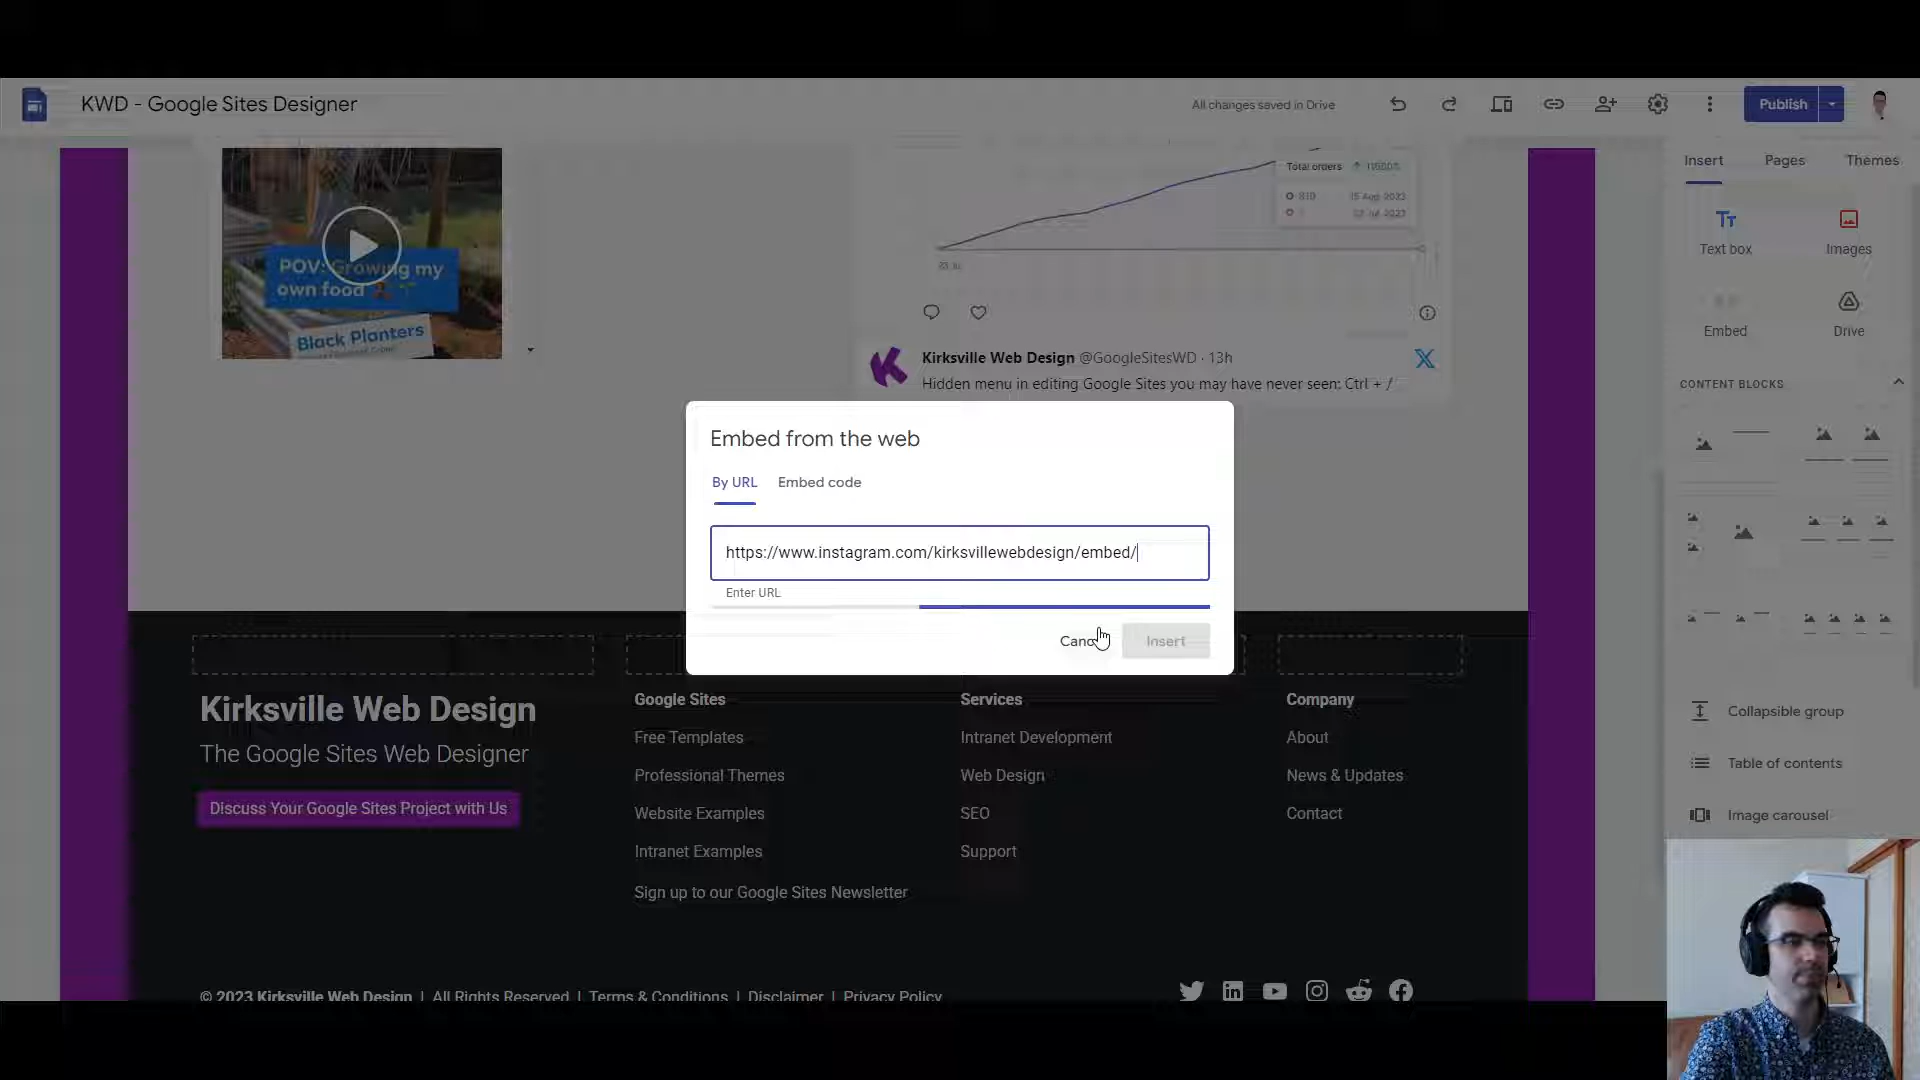 KWD - Google Sites Designer
All changes saved in Drive
Publish
Insert
Pages
Themes
Text box
Images
Embed
Drive
CONTENT BLOCKS
Collapsible group
Table of contents
Image carousel
POV: Growing my
own food
Black Planters
Total orders
15 Aug 2023
Kirksville Web Design @GoogleSitesWD · 13h
Hidden menu in editing Google Sites you may have never seen: Ctrl + /
Embed from the web
By URL
Embed code
https://www.instagram.com/kirksvillewebdesign/embed/
Enter URL
Insert
Kirksville Web Design
The Google Sites Web Designer
Discuss Your Google Sites Project with Us
Google Sites
Free Templates
Professional Themes
Website Examples
Intranet Examples
Sign up to our Google Sites Newsletter
Services
Intranet Development
Web Design
SEO
Support
Company
About
News & Updates
Contact
© 2023 Kirksville Web Design | All Rights Reserved | Terms & Conditions | Disclaimer | Privacy Policy